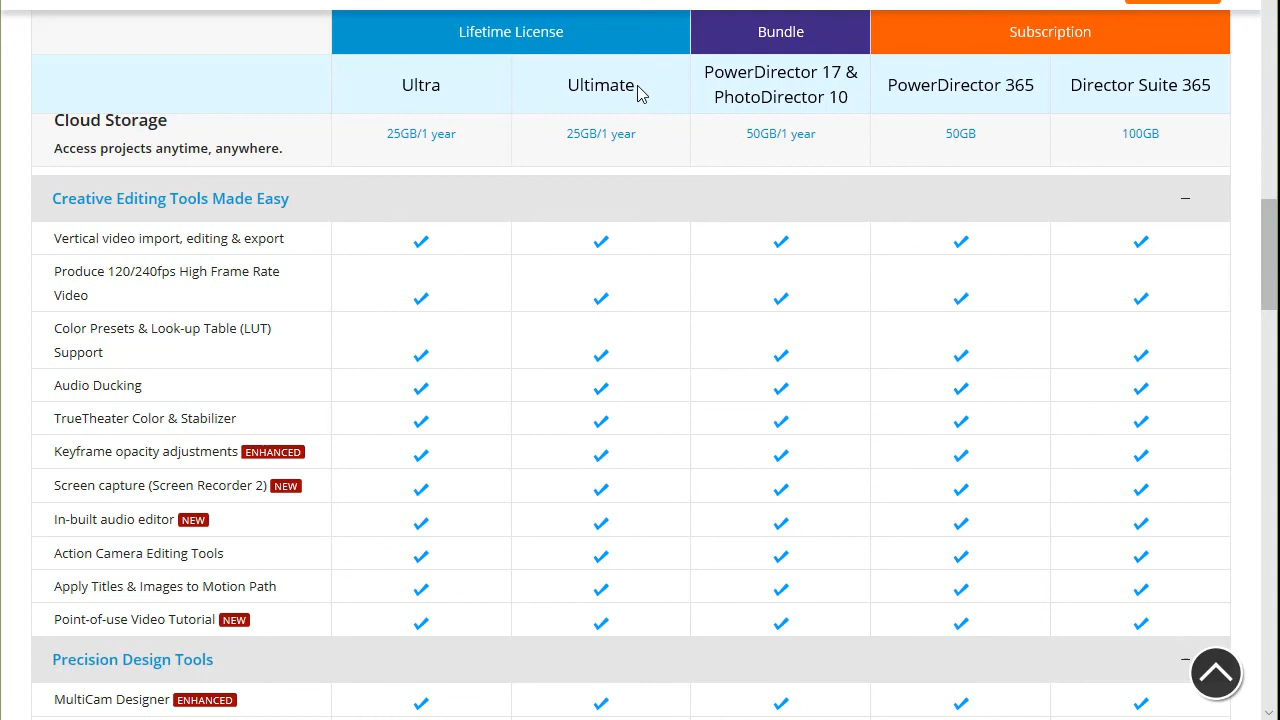 Lifetime License
Bundle
Subscription
Ultra
Ultimate
PowerDirector 17 &
PhotoDirector 10
PowerDirector 365
Director Suite 365
Cloud Storage
Access projects anytime, anywhere.
25GB/1 year
25GB/1 year
50GB/1 year
50GB
100GB
Creative Editing Tools Made Easy
Vertical video import, editing & export
Produce 120/240fps High Frame Rate
Video
Color Presets & Look-up Table (LUT)
Support
Audio Ducking
TrueTheater Color & Stabilizer
Keyframe opacity adjustments ENHANCED
Screen capture (Screen Recorder 2) NEW
In-built audio editor NEW
Action Camera Editing Tools
Apply Titles & Images to Motion Path
Point-of-use Video Tutorial NEW
Precision Design Tools
MultiCam Designer ENHANCED